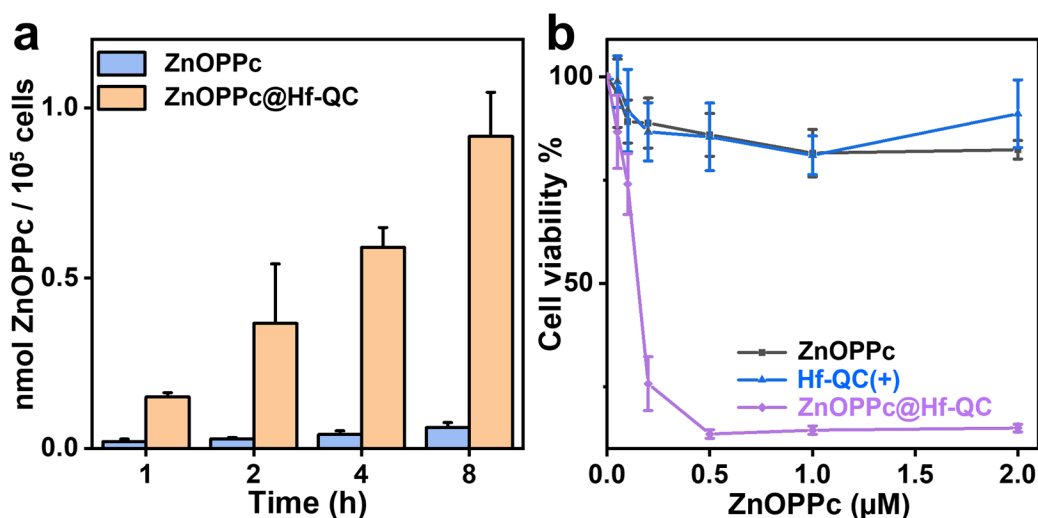 a
nmol ZnOPPc / 10⁵ cells
1.0
0.5
0.0
ZnOPPc
ZnOPPc@Hf-QC
1 2 4 8
Time (h)
b
Cell viability %
100
50
ZnOPPc
Hf-QC(+)
ZnOPPc@Hf-QC
0.0 0.5 1.0 1.5 2.0
ZnOPPc (µM)